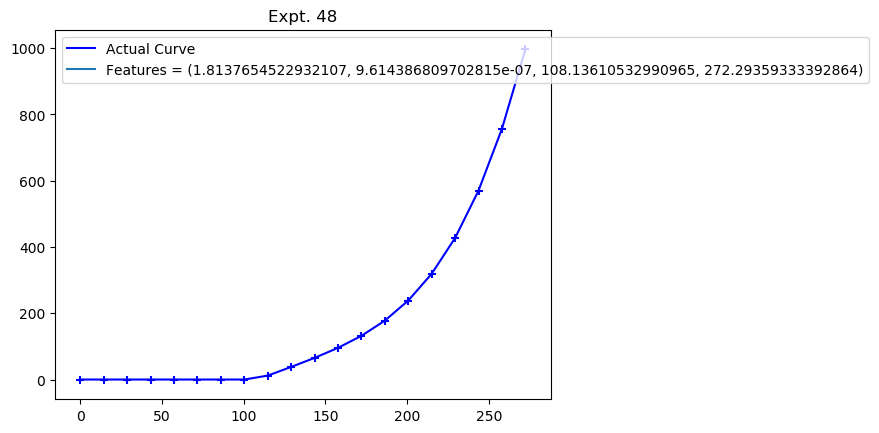 Expt. 48
Actual Curve
Features = (1.8137654522932107, 9.614386809702815e-07, 108.13610532990965, 272.29359333392864)
1000
800
600
400
200
0
0 50 100 150 200 250